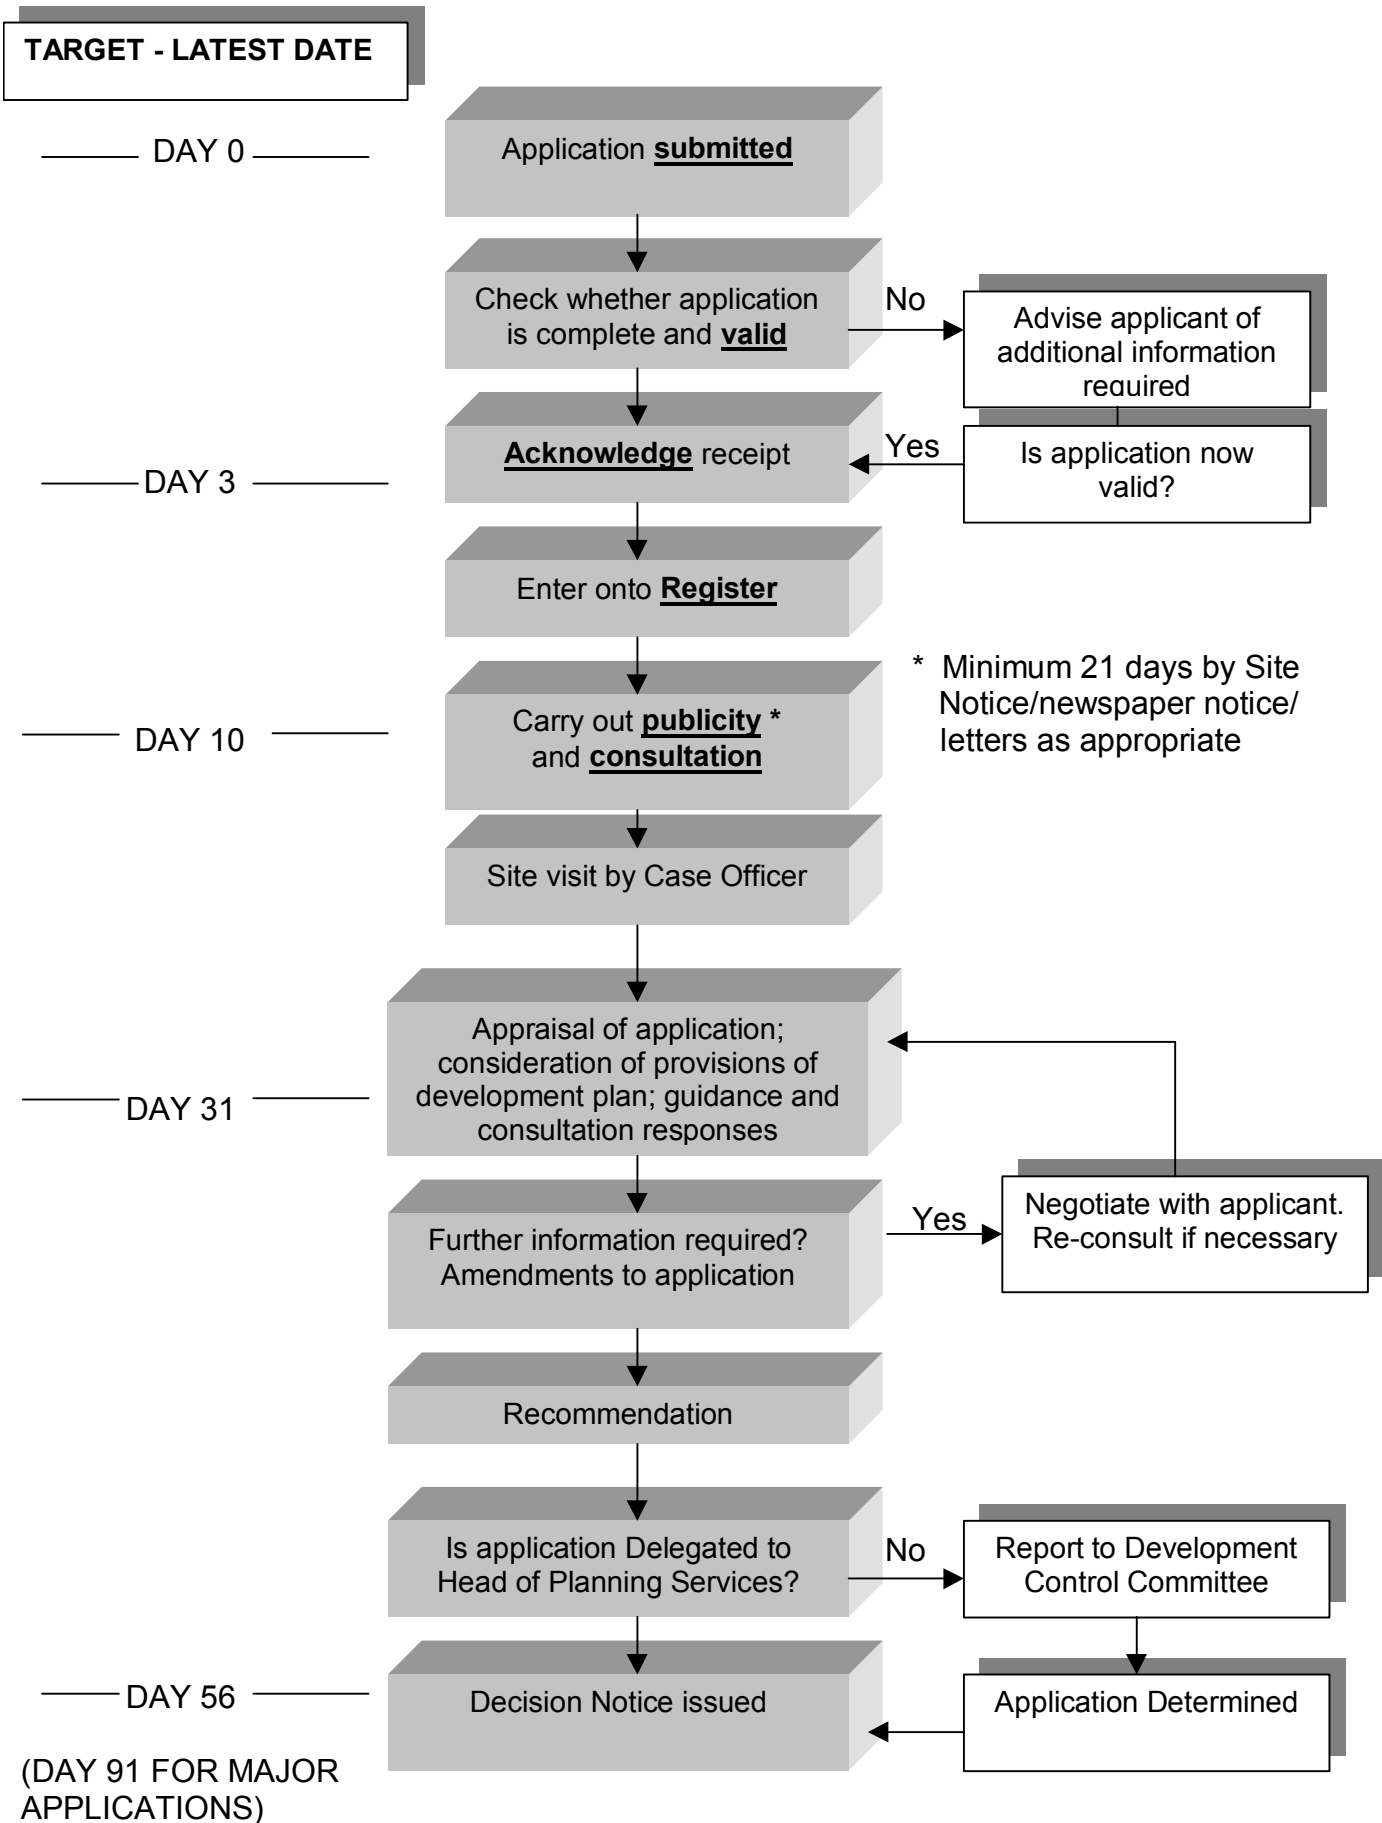 TARGET - LATEST DATE
DAY 0
Application submitted
Check whether application
is complete and valid
No
Advise applicant of
additional information
required
DAY 3
Acknowledge receipt
Yes
Is application now
valid?
Enter onto Register
DAY 10
Carry out publicity *
and consultation
* Minimum 21 days by Site
Notice/newspaper notice/
letters as appropriate
Site visit by Case Officer
DAY 31
Appraisal of application;
consideration of provisions of
development plan; guidance and
consultation responses
Further information required?
Amendments to application
Yes
Negotiate with applicant.
Re-consult if necessary
Recommendation
Is application Delegated to
Head of Planning Services?
No
Report to Development
Control Committee
DAY 56
Decision Notice issued
Application Determined
(DAY 91 FOR MAJOR
APPLICATIONS)